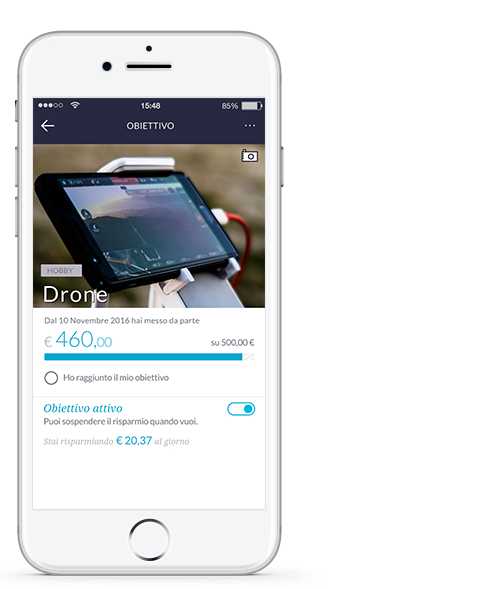 15:48
85%
OBIETTIVO
HOBBY
Drone
Dal 10 Novembre 2016 hai messo da parte
€ 460,00
su 500,00 €
Ho raggiunto il mio obiettivo
Obiettivo attivo
Puoi sospendere il risparmio quando vuoi.
Stai risparmiando € 20,37 al giorno